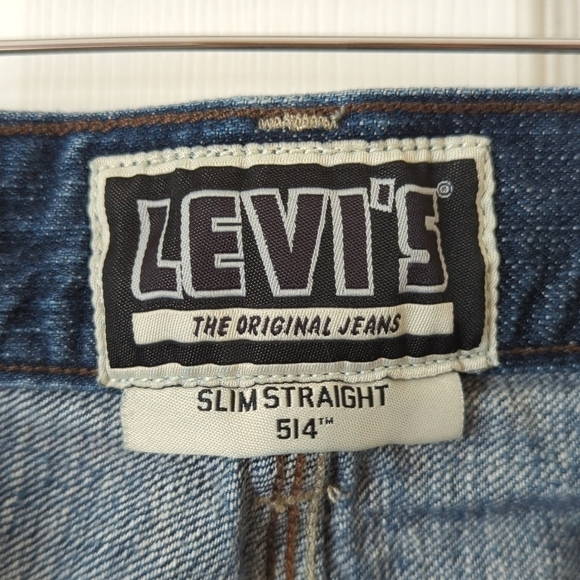 LEVI'S®
THE ORIGINAL JEANS
SLIM STRAIGHT
514™